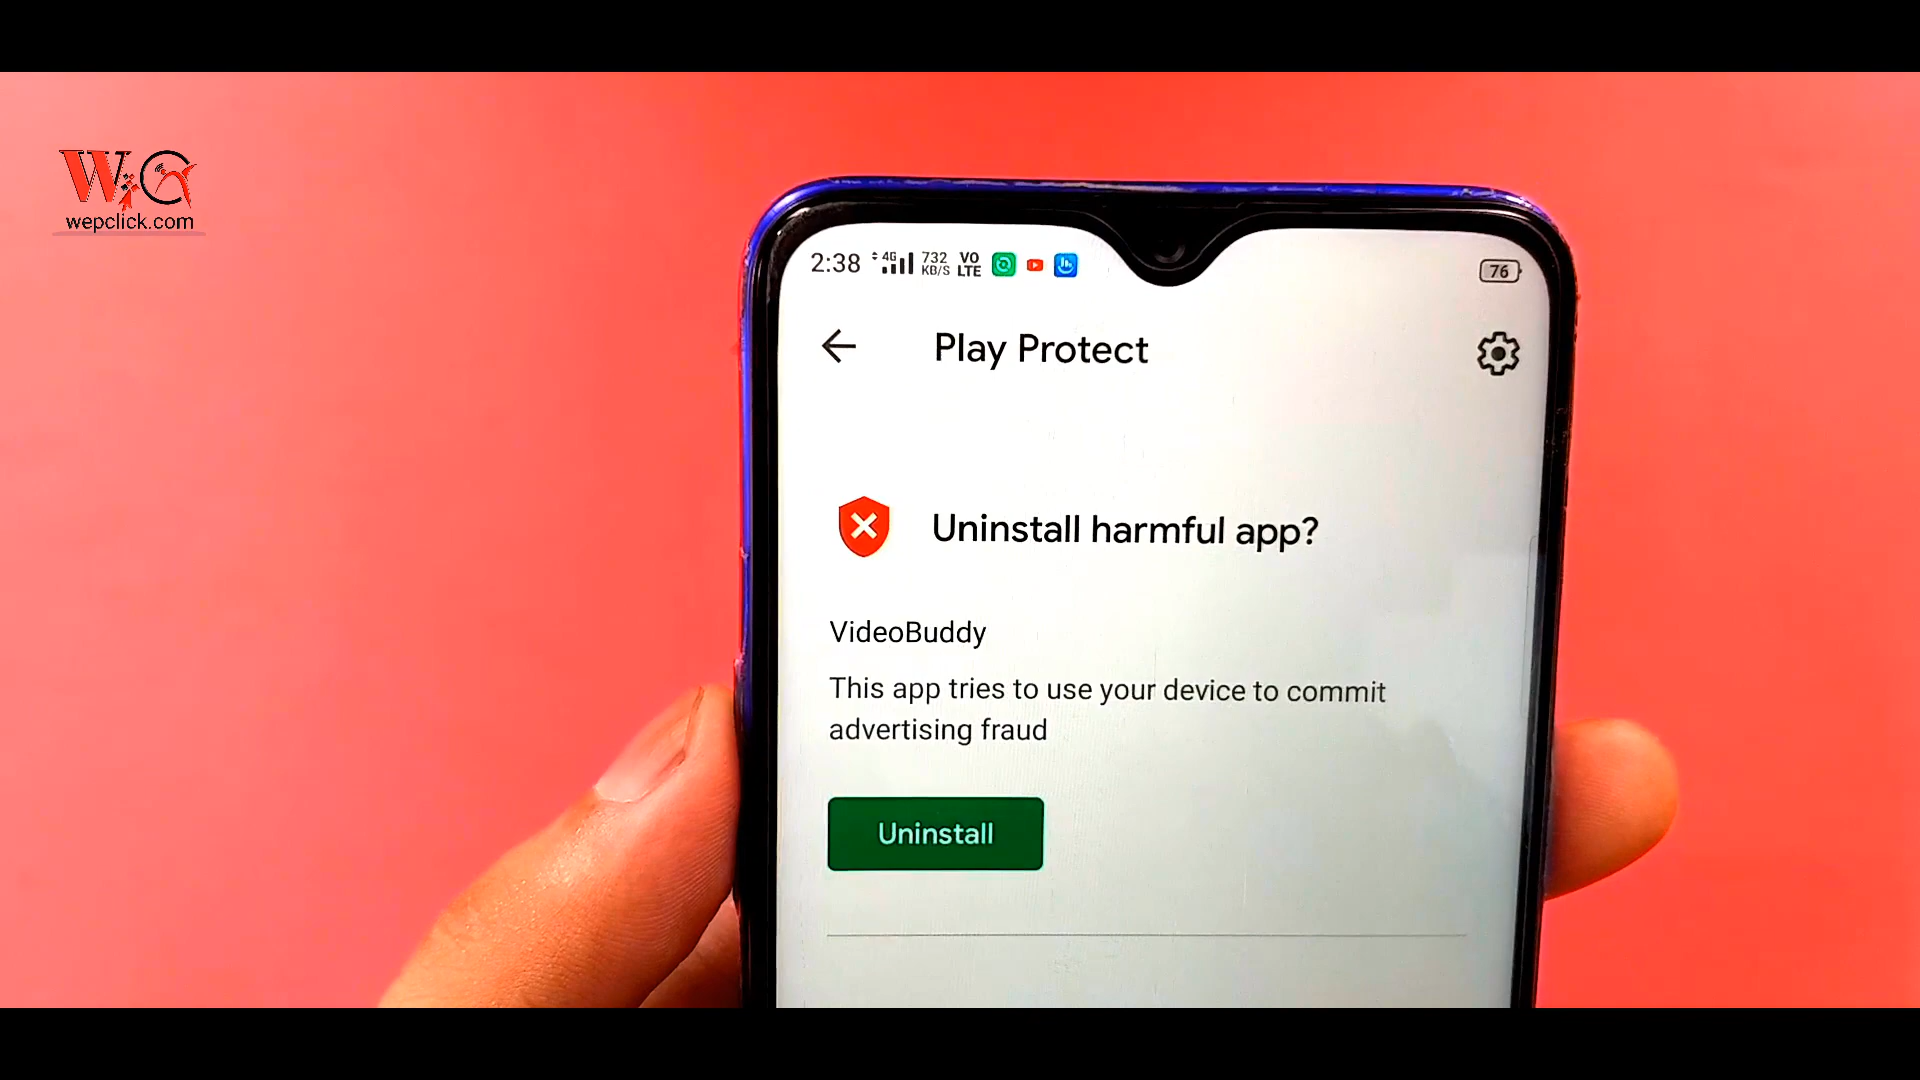 WC
wepclick.com
2:38 4G 732 KB/S VO LTE 76
Play Protect
Uninstall harmful app?
VideoBuddy
This app tries to use your device to commit
advertising fraud
Uninstall